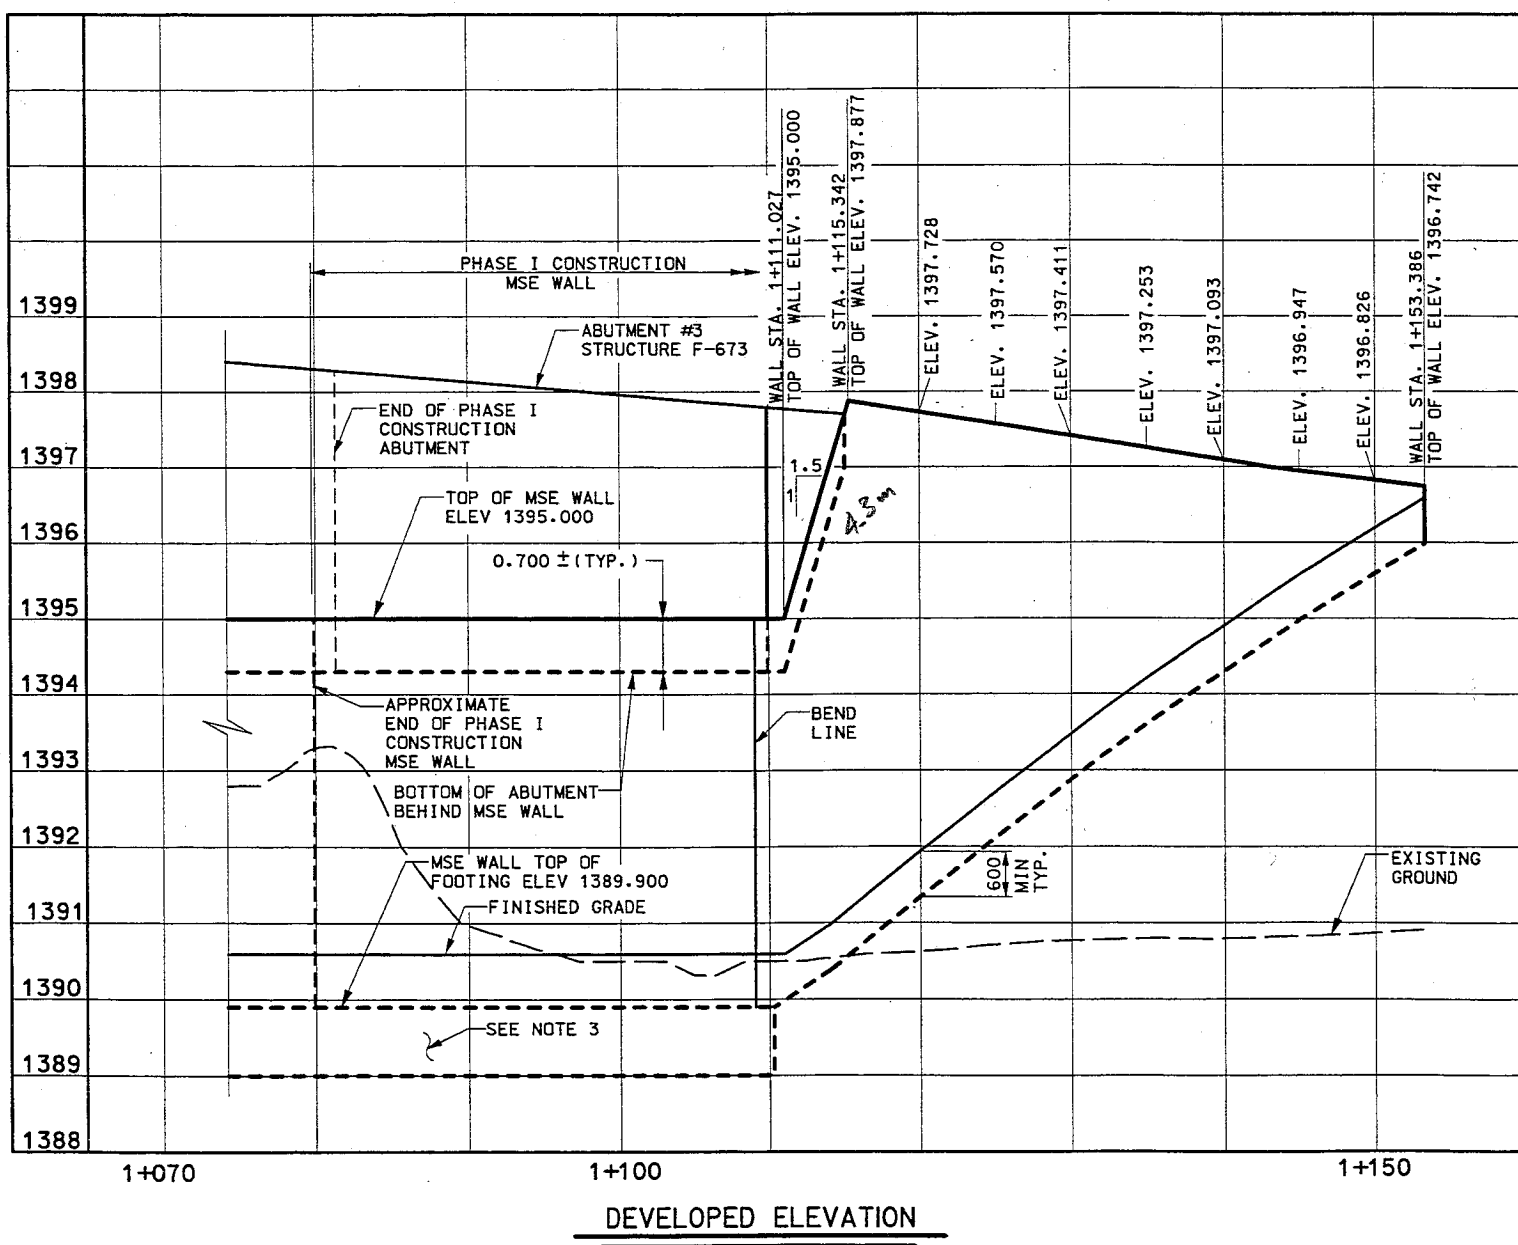 WALL STA. 1+111.027
TOP OF WALL ELEV. 1395.000
WALL STA. 1+115.342
TOP OF WALL ELEV. 1397.877
ELEV. 1397.728
ELEV. 1397.570
ELEV. 1397.411
ELEV. 1397.253
ELEV. 1397.093
ELEV. 1396.947
ELEV. 1396.826
WALL STA. 1+153.386
TOP OF WALL ELEV. 1396.742
PHASE I CONSTRUCTION
MSE WALL
1399
ABUTMENT #3
STRUCTURE F-673
1398
END OF PHASE I
CONSTRUCTION
ABUTMENT
1397
1.5
1
4.3m
TOP OF MSE WALL
ELEV 1395.000
1396
0.700 ±(TYP.)
1395
1394
APPROXIMATE
END OF PHASE I
CONSTRUCTION
MSE WALL
BEND
LINE
1393
BOTTOM OF ABUTMENT
BEHIND MSE WALL
1392
MSE WALL TOP OF
FOOTING ELEV 1389.900
600
MIN
TYP.
EXISTING
GROUND
1391
FINISHED GRADE
1390
SEE NOTE 3
1389
1388
1+070
1+100
1+150
DEVELOPED ELEVATION